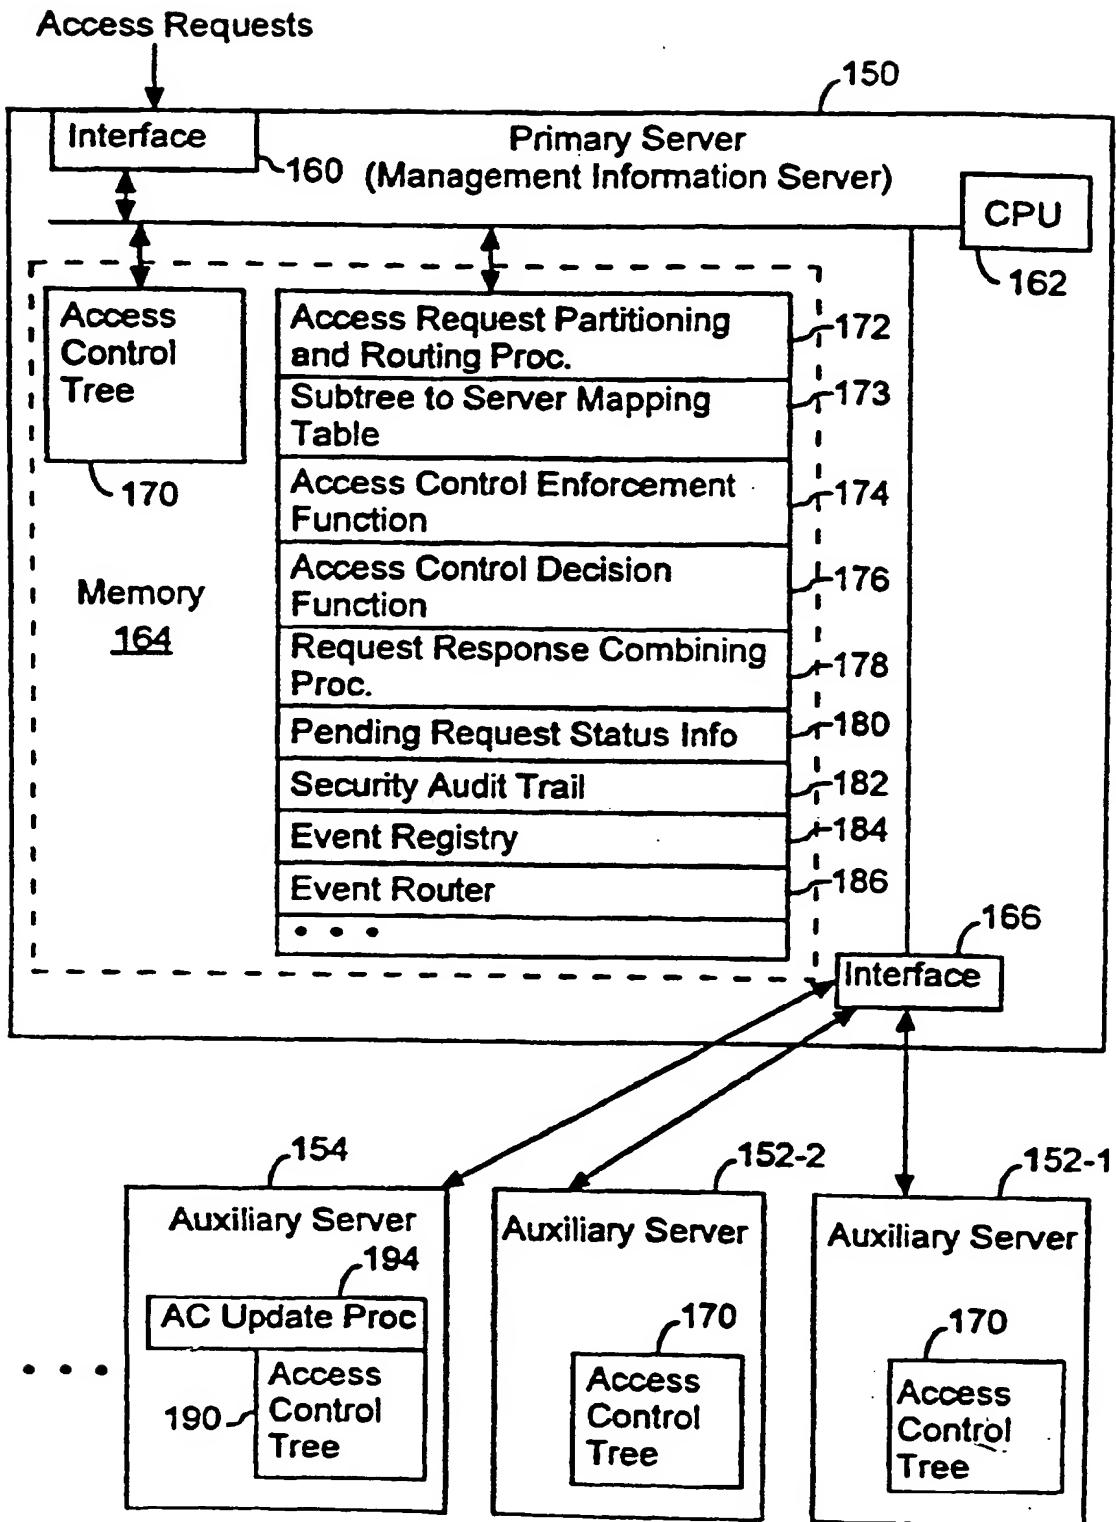 Access Requests
150
Interface
Primary Server
(Management Information Server)
160
CPU
162
Access
Control
Tree
170
Memory
164
Access Request Partitioning
and Routing Proc.
172
Subtree to Server Mapping
Table
173
Access Control Enforcement
Function
174
Access Control Decision
Function
176
Request Response Combining
Proc.
178
Pending Request Status Info
180
Security Audit Trail
182
Event Registry
184
Event Router
186
• • •
166
Interface
154
Auxiliary Server
194
AC Update Proc
190
Access
Control
Tree
• • •
152-2
Auxiliary Server
170
Access
Control
Tree
152-1
Auxiliary Server
170
Access
Control
Tree